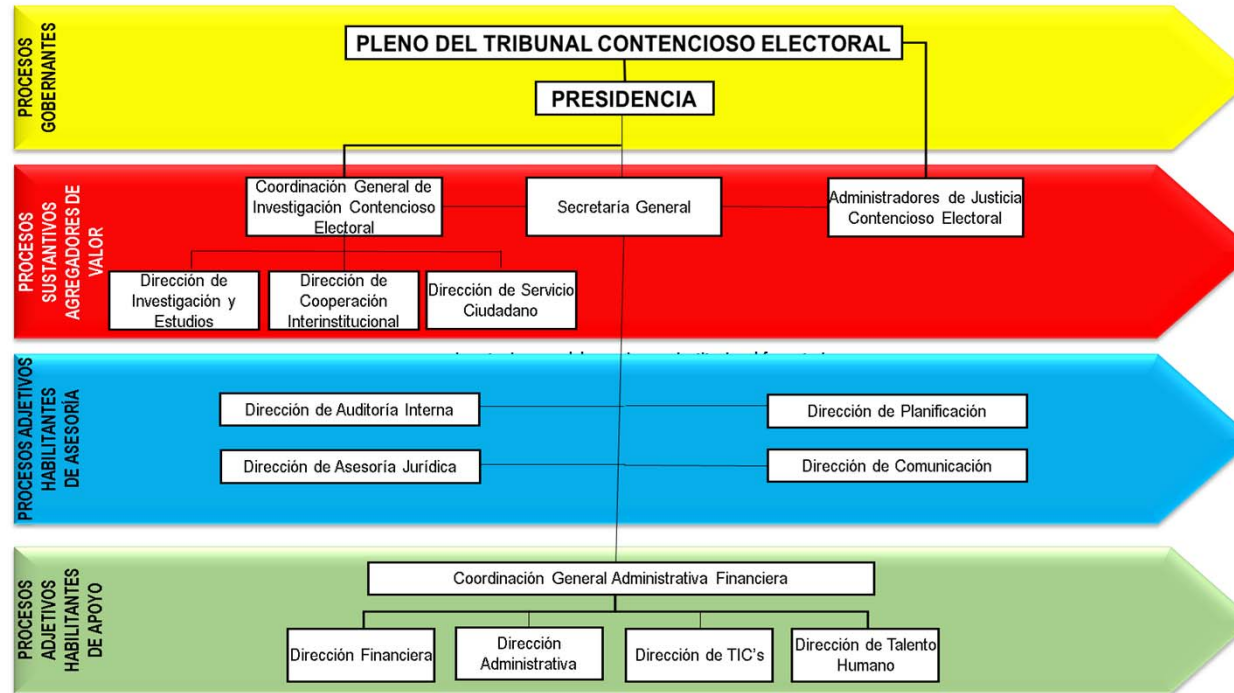 PROCESOS
GOBERNANTES
PLENO DEL TRIBUNAL CONTENCIOSO ELECTORAL
PRESIDENCIA
PROCESOS
SUSTANTIVOS
AGREGADORES DE
VALOR
Coordinación General de
Investigación Contencioso
Electoral
Secretaría General
Administradores de Justicia
Contencioso Electoral
Dirección de
Investigación y
Estudios
Dirección de
Cooperación
Interinstitucional
Dirección de Servicio
Ciudadano
PROCESOS ADJETIVOS
HABILITANTES
DE ASESORÍA
Dirección de Auditoría Interna
Dirección de Planificación
Dirección de Asesoría Jurídica
Dirección de Comunicación
PROCESOS
ADJETIVOS
HABILITANTES
DE APOYO
Coordinación General Administrativa Financiera
Dirección Financiera
Dirección
Administrativa
Dirección de TIC's
Dirección de Talento
Humano